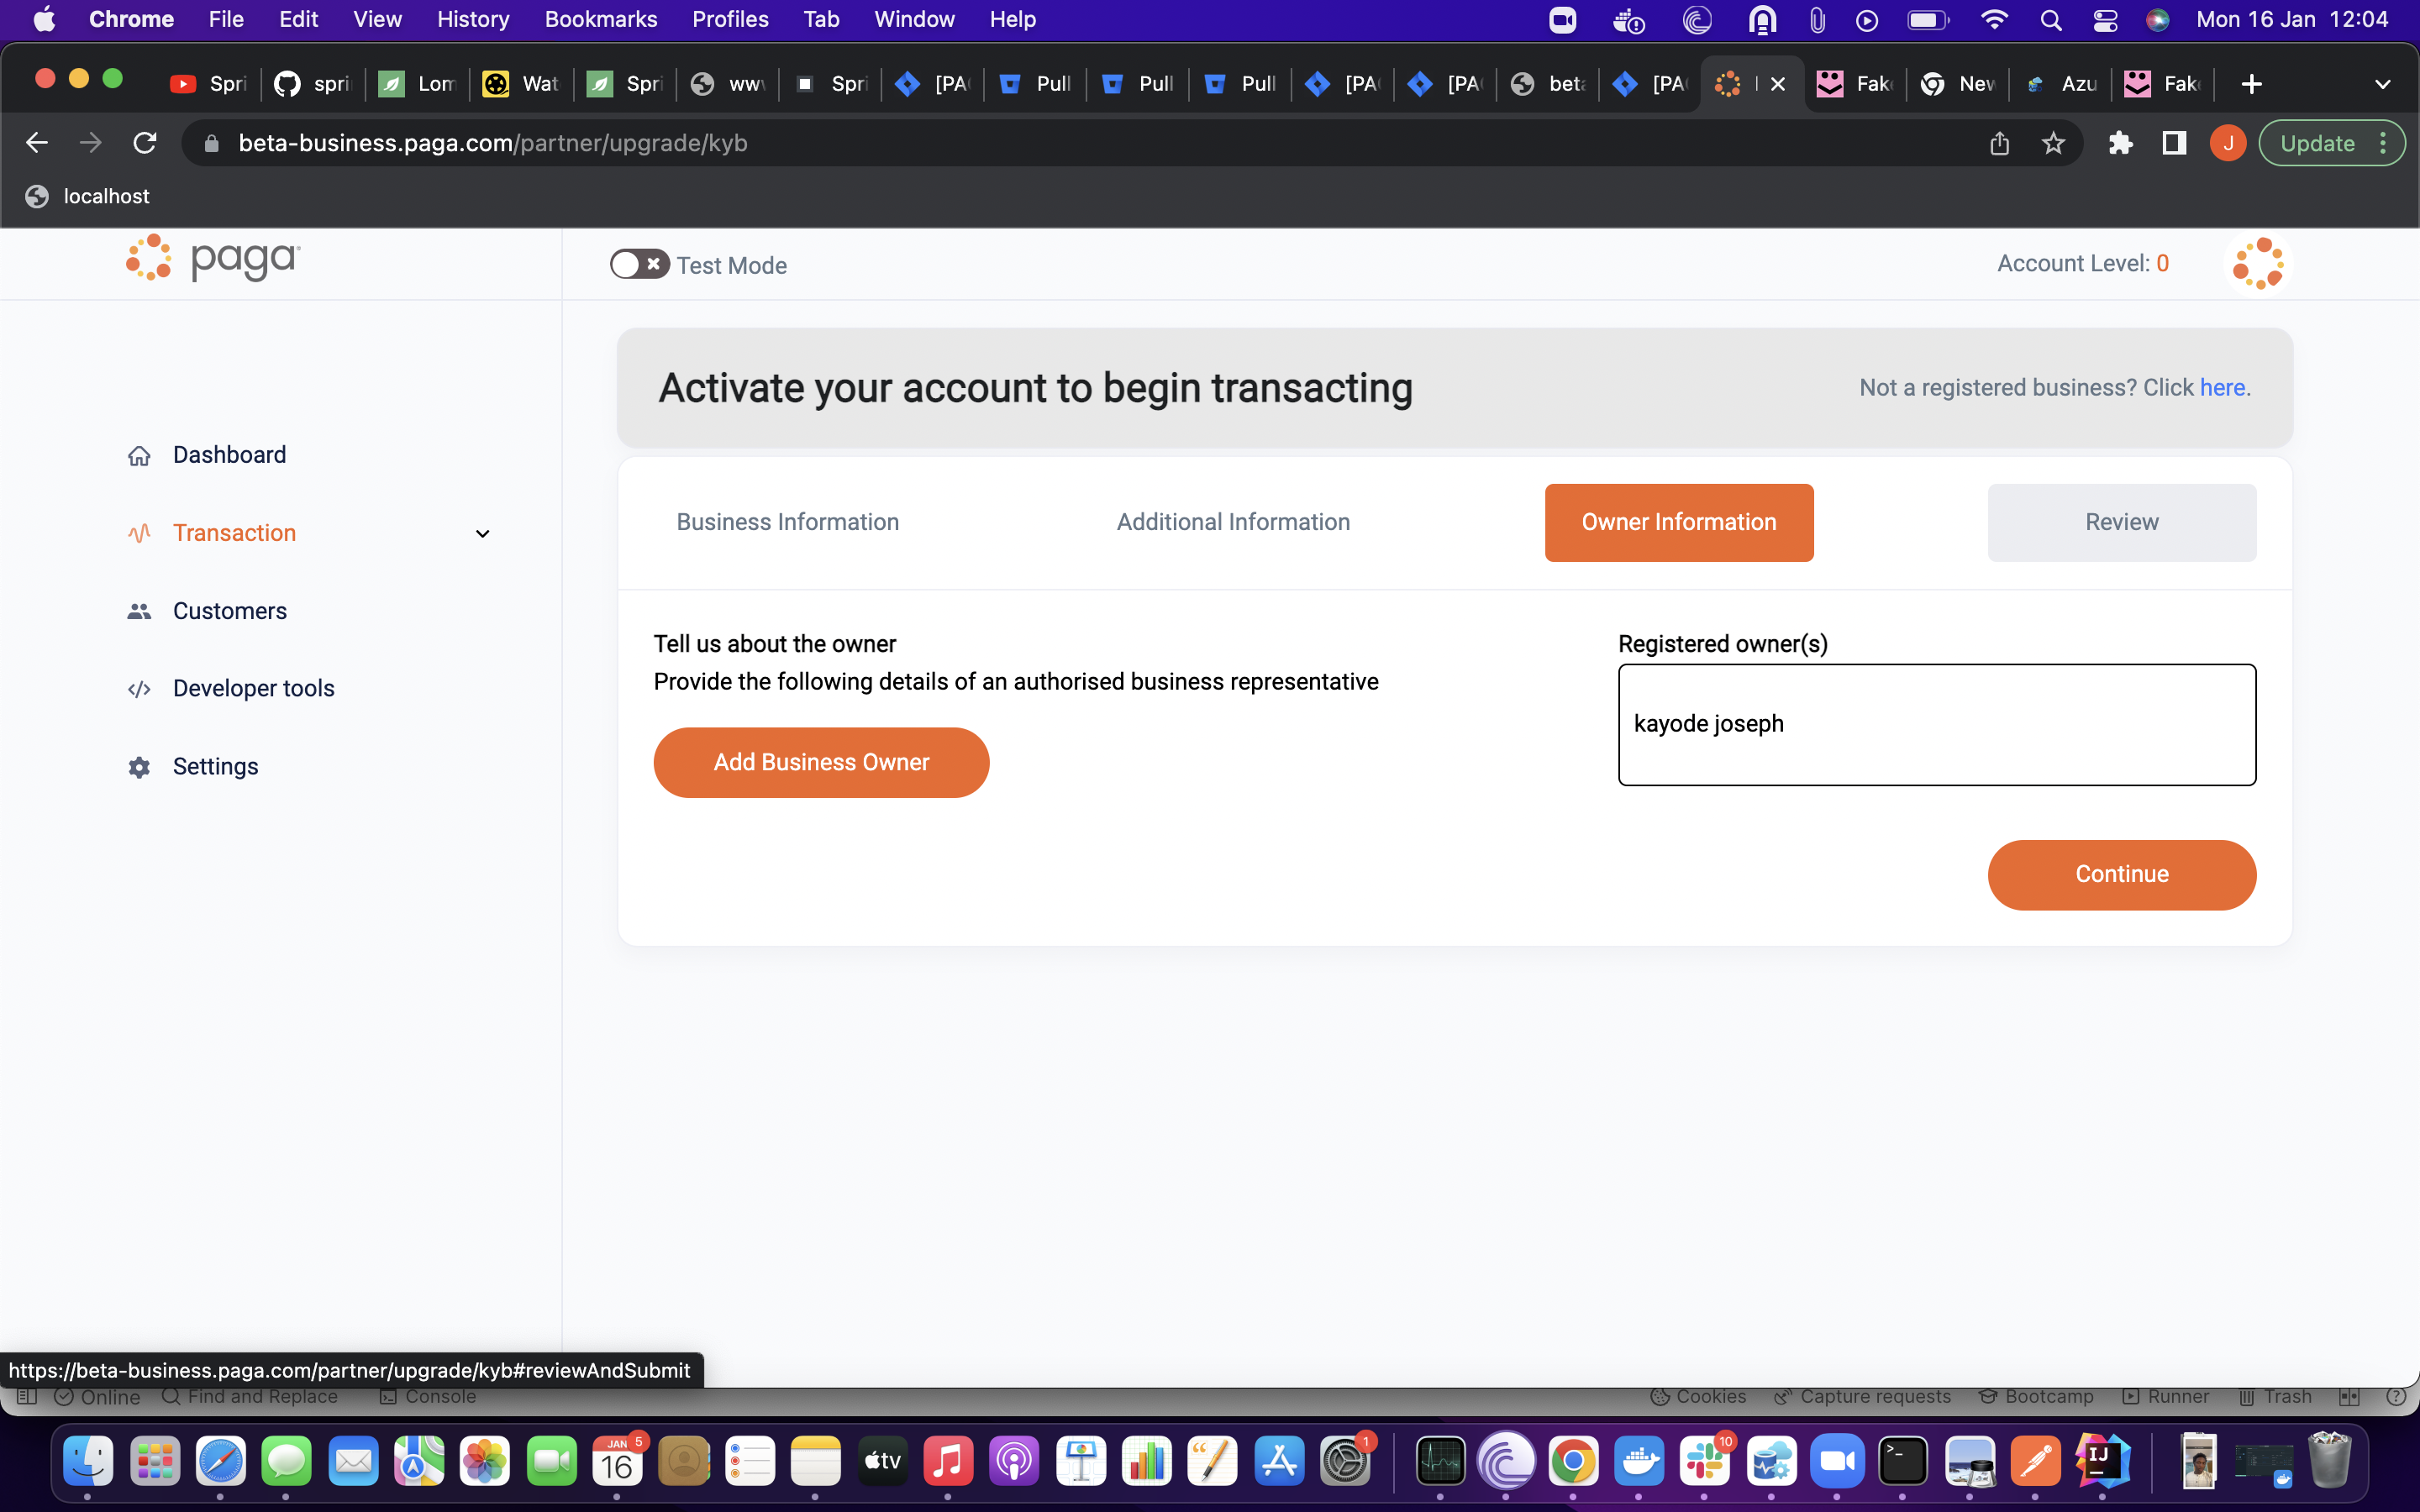 Chrome File Edit View History Bookmarks Profiles Tab Window Help Mon 16 Jan 12:04
Spri spri Lom Wat Spri ww Spri [PA Pull Pull Pull [PA [PA beta [PA Fak New Azu Fak
beta-business.paga.com/partner/upgrade/kyb J Update
localhost
paga Test Mode Account Level: 0
Activate your account to begin transacting Not a registered business? Click here.
Dashboard
Transaction
Customers
Developer tools
Settings
Business Information Additional Information Owner Information Review
Tell us about the owner
Provide the following details of an authorised business representative
Add Business Owner
Registered owner(s)
kayode joseph
Continue
https://beta-business.paga.com/partner/upgrade/kyb#reviewAndSubmit
Online Find and Replace Console Cookies Capture requests Bootcamp Runner Trash
JAN 5 16 tv 1 10 IJ